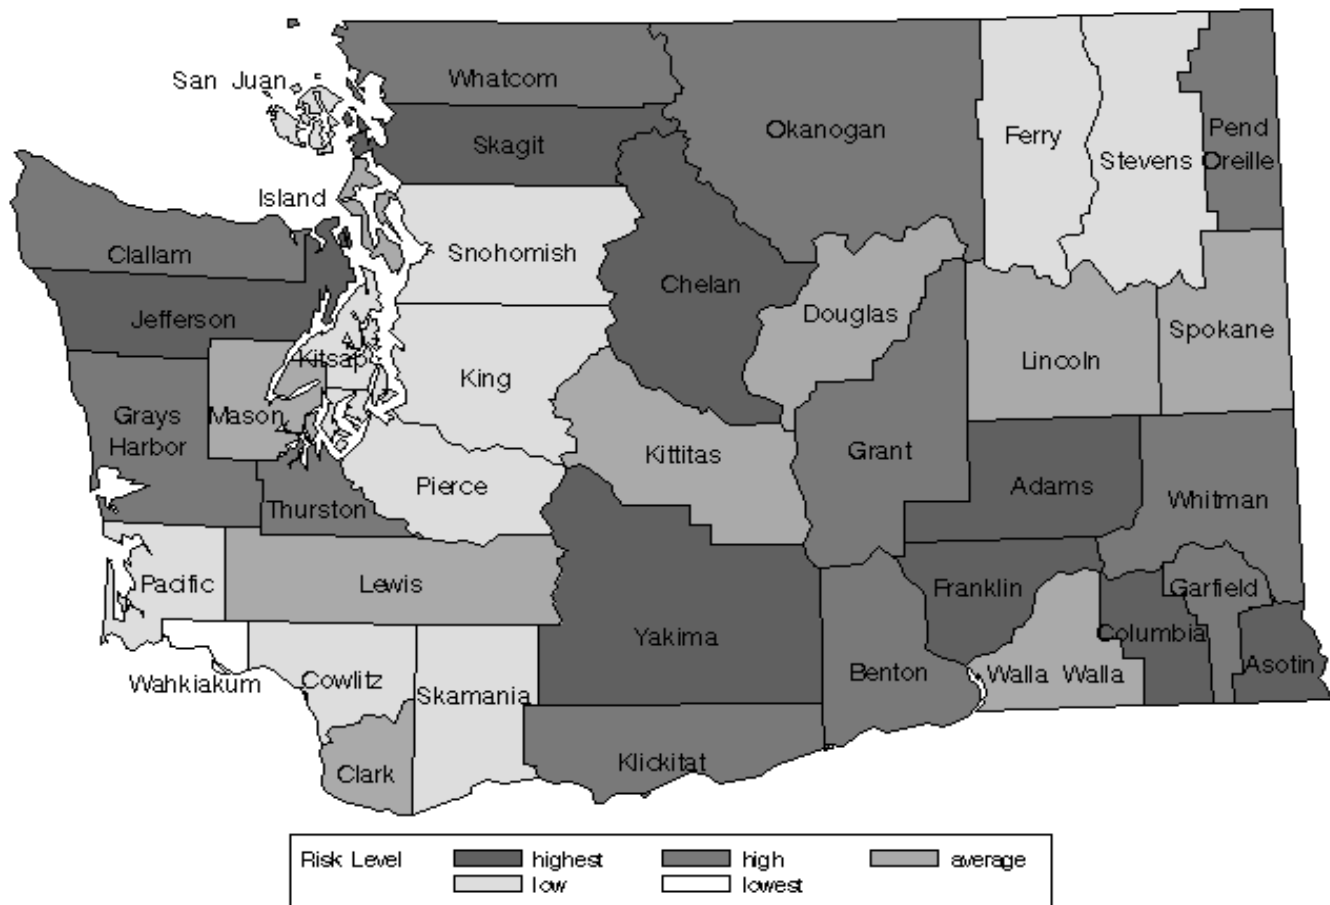 San Juan
Whatcom
Skagit
Okanogan
Ferry
Stevens
Pend
Oreille
Island
Clallam
Snohomish
Chelan
Douglas
Jefferson
Spokane
Lincoln
Kitsap
King
Grays
Harbor
Mason
Kittitas
Grant
Adams
Whitman
Pierce
Thurston
Pacific
Lewis
Franklin
Garfield
Yakima
Columbia
Asotin
Wahkiakum
Cowlitz
Skamania
Benton
Walla Walla
Clark
Klickitat
Risk Level highest high average
low lowest